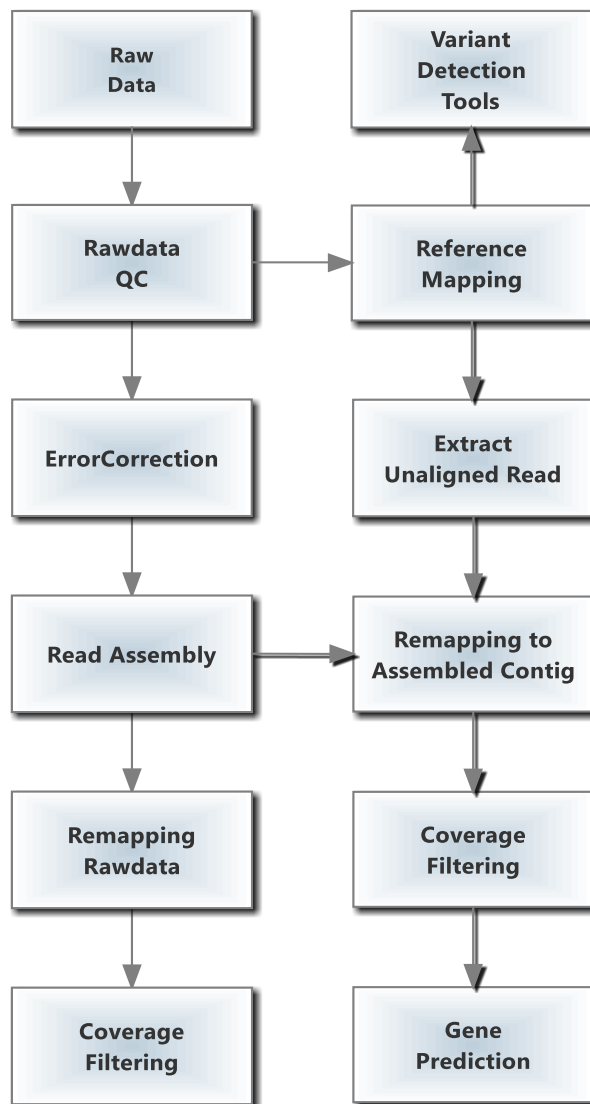 Raw
Data
Variant
Detection
Tools
Rawdata
QC
Reference
Mapping
ErrorCorrection
Extract
Unaligned Read
Read Assembly
Remapping to
Assembled Contig
Remapping
Rawdata
Coverage
Filtering
Coverage
Filtering
Gene
Prediction